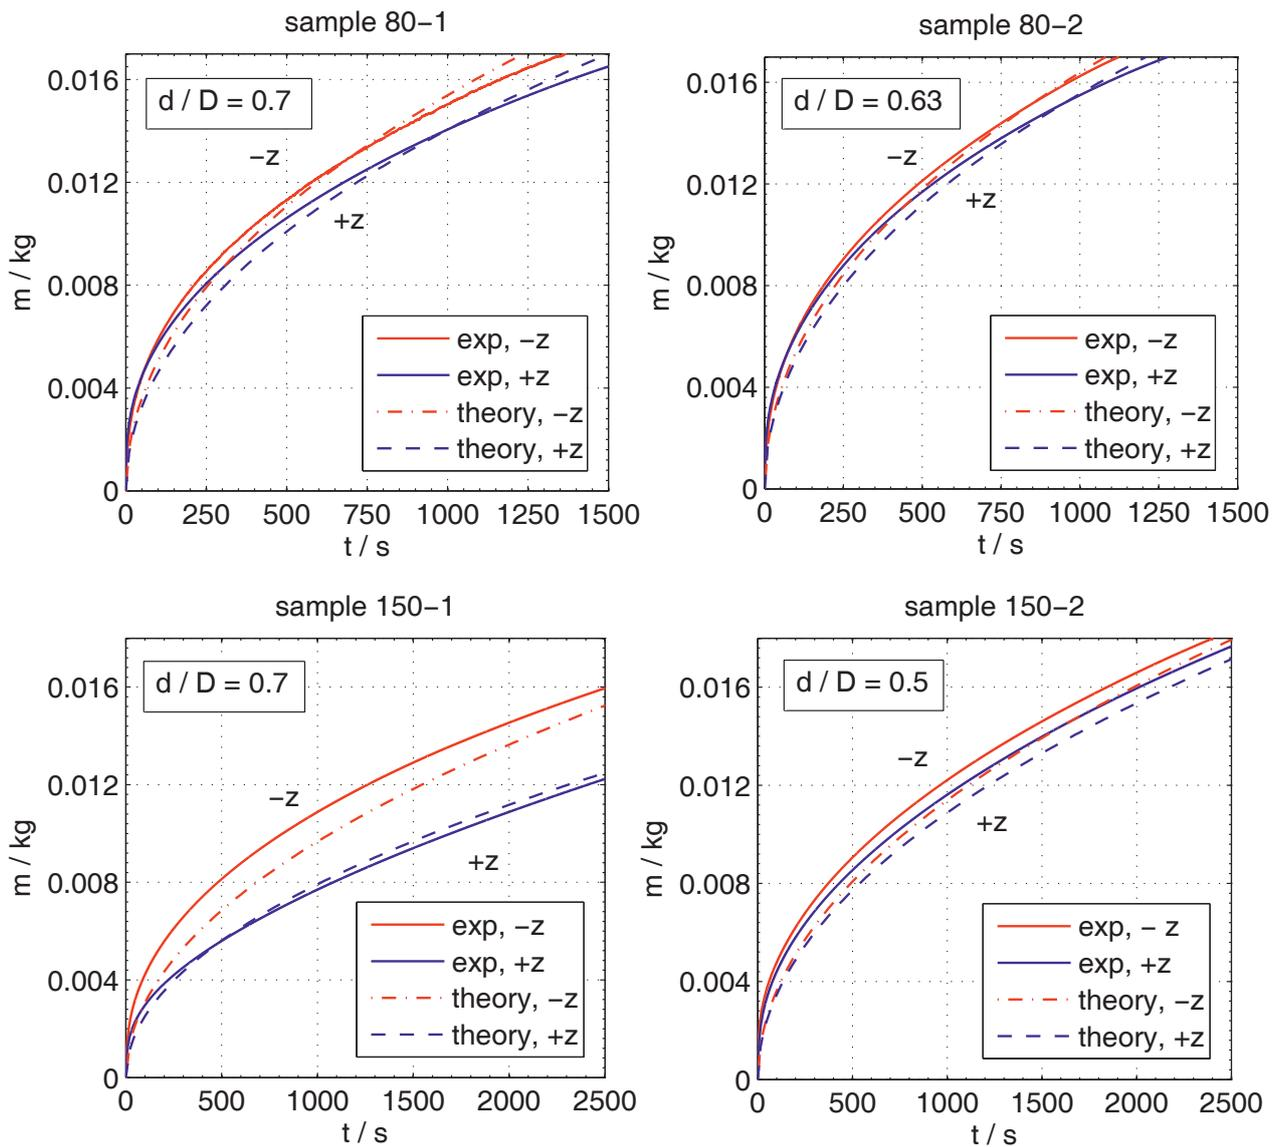 sample 80−1
d / D = 0.7
−z
+z
exp, −z
exp, +z
theory, −z
theory, +z
0.016
0.012
0.008
0.004
0
m / kg
0 250 500 750 1000 1250 1500
t / s
sample 80−2
d / D = 0.63
−z
+z
exp, −z
exp, +z
theory, −z
theory, +z
0.016
0.012
0.008
0.004
0
m / kg
0 250 500 750 1000 1250 1500
t / s
sample 150−1
d / D = 0.7
−z
+z
exp, −z
exp, +z
theory, −z
theory, +z
0.016
0.012
0.008
0.004
0
m / kg
0 500 1000 1500 2000 2500
t / s
sample 150−2
d / D = 0.5
−z
+z
exp, − z
exp, +z
theory, −z
theory, +z
0.016
0.012
0.008
0.004
0
m / kg
0 500 1000 1500 2000 2500
t / s